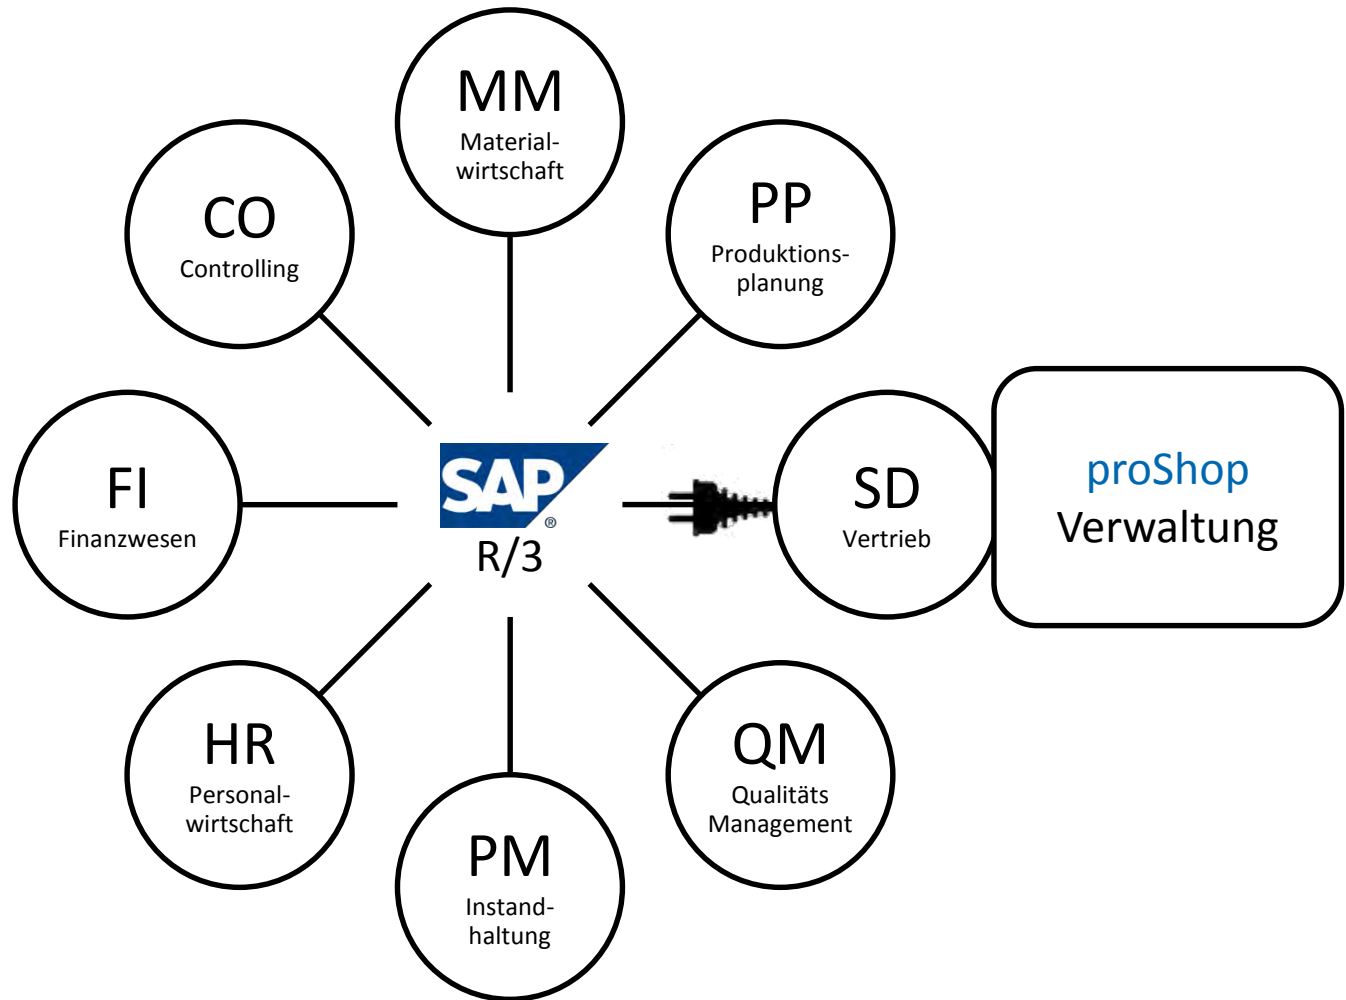 MM
Material-
wirtschaft
CO
Controlling
PP
Produktions-
planung
FI
Finanzwesen
SAP
®
R/3
SD
Vertrieb
proShop
Verwaltung
HR
Personal-
wirtschaft
QM
Qualitäts
Management
PM
Instand-
haltung